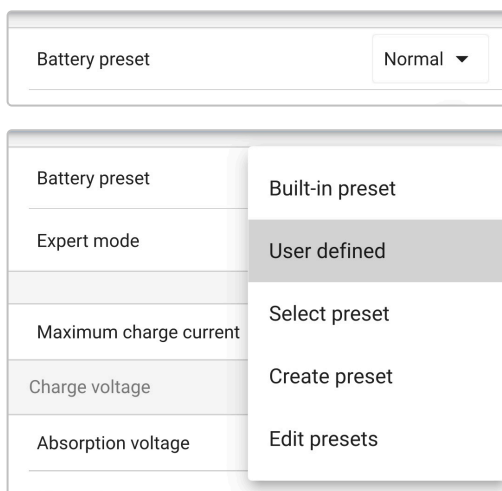 Battery preset Normal
Battery preset
Built-in preset
Expert mode
User defined
Select preset
Maximum charge current
Charge voltage
Create preset
Absorption voltage
Edit presets